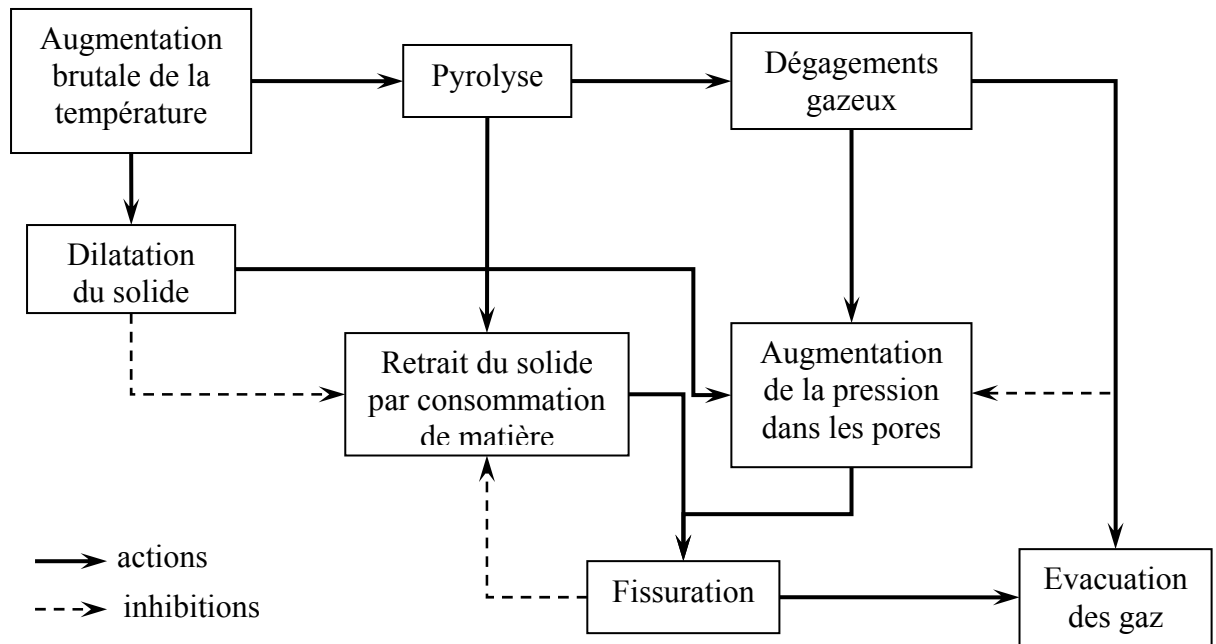 Augmentation
brutale de la
température
Pyrolyse
Dégagements
gazeux
Dilatation
du solide
Retrait du solide
par consommation
de matière
Augmentation
de la pression
dans les pores
Fissuration
Evacuation
des gaz
actions
inhibitions